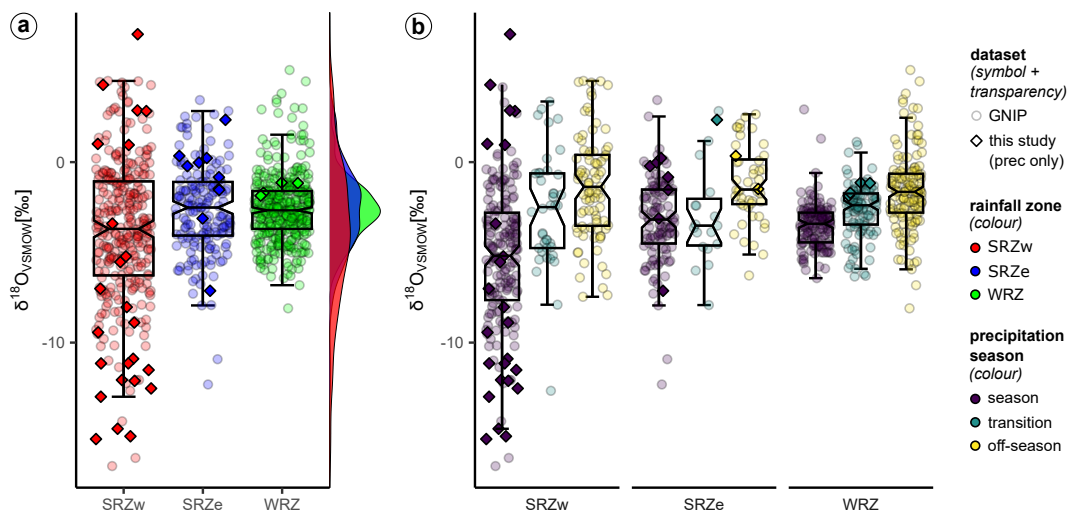 a
b
δ18OVSMOW[‰]
0
-10
SRZw
SRZe
WRZ
δ18OVSMOW[‰]
0
-10
SRZw
SRZe
WRZ
dataset
(symbol +
transparency)
GNIP
this study
(prec only)
rainfall zone
(colour)
SRZw
SRZe
WRZ
precipitation
season
(colour)
season
transition
off-season